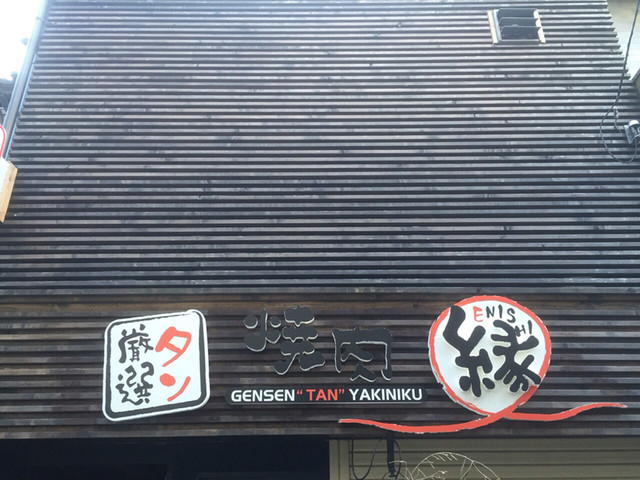 厳選
タン
焼肉
GENSEN “TAN” YAKINIKU
ENISHI
縁